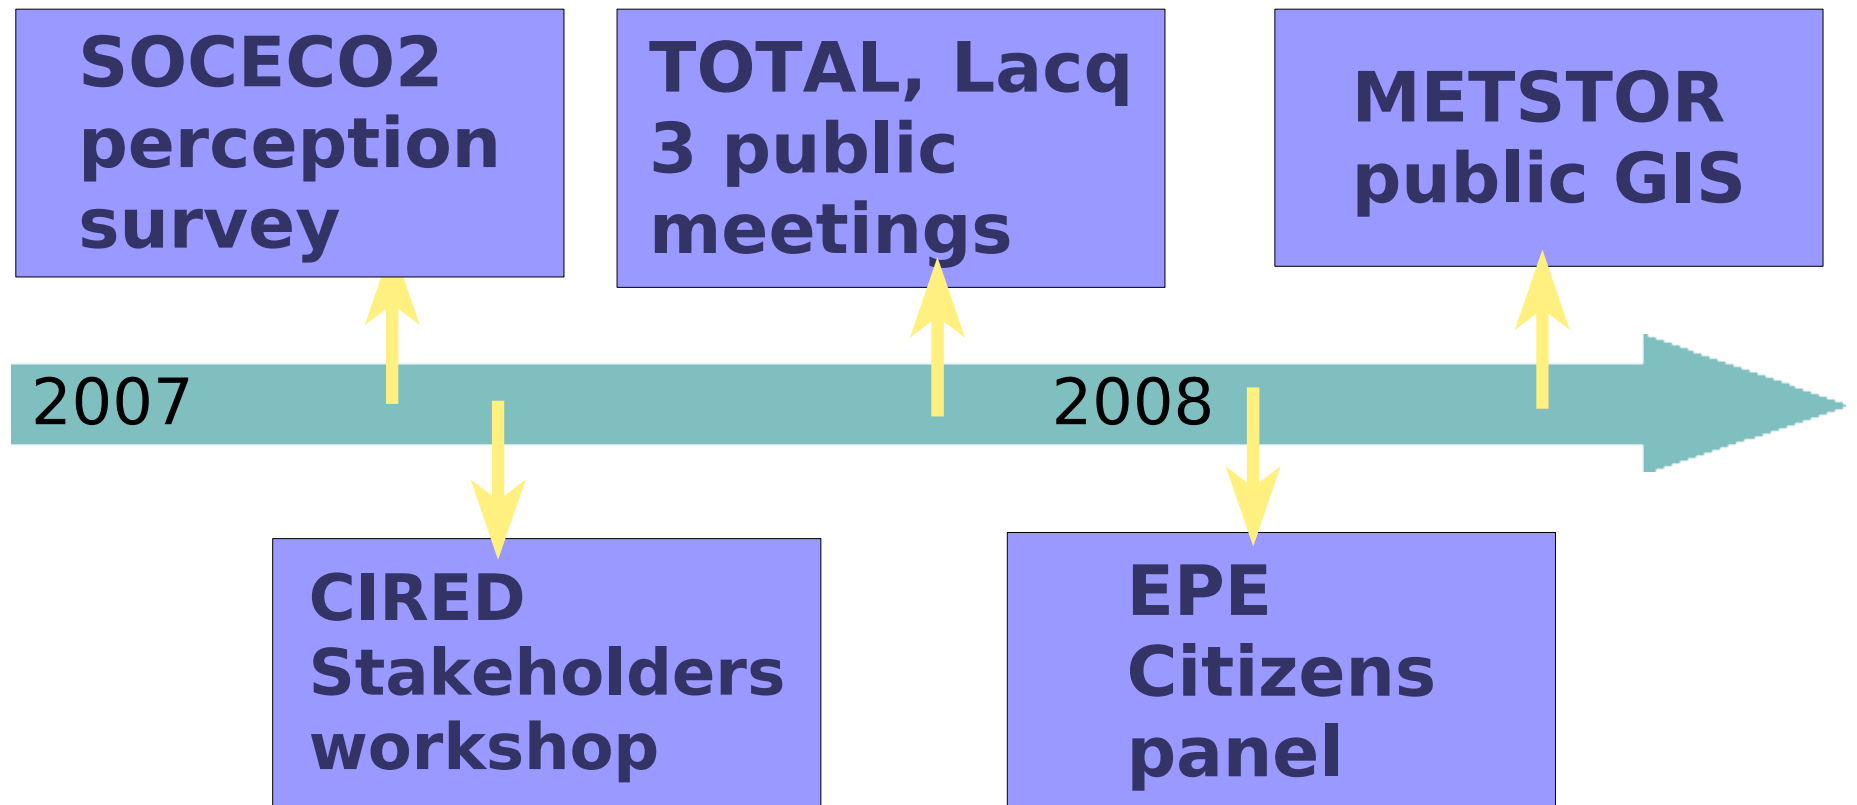 SOCECO2
perception
survey
TOTAL, Lacq
3 public
meetings
METSTOR
public GIS
2007
2008
CIRED
Stakeholders
workshop
EPE
Citizens
panel